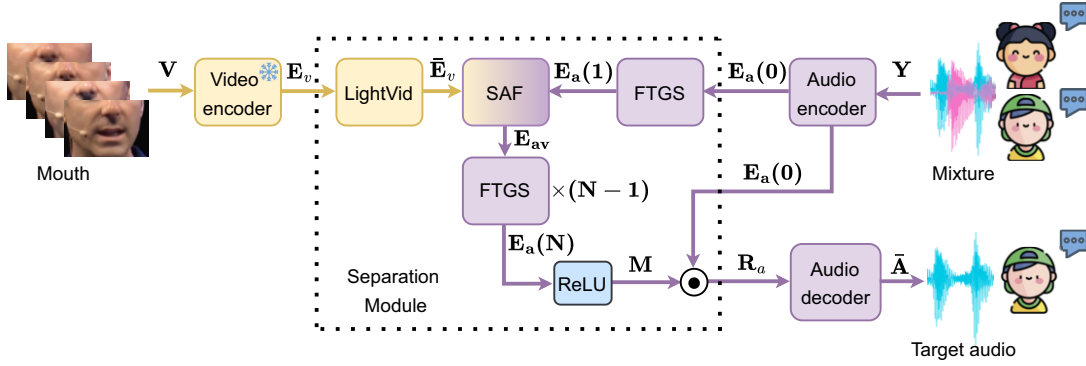 V
Video
encoder
E_v
LightVid
Ē_v
SAF
E_a(1)
FTGS
E_a(0)
Audio
encoder
Y
Mouth
Mixture
E_av
FTGS
×(N − 1)
E_a(0)
E_a(N)
Separation
Module
ReLU
M
R_a
Audio
decoder
Ā
Target audio